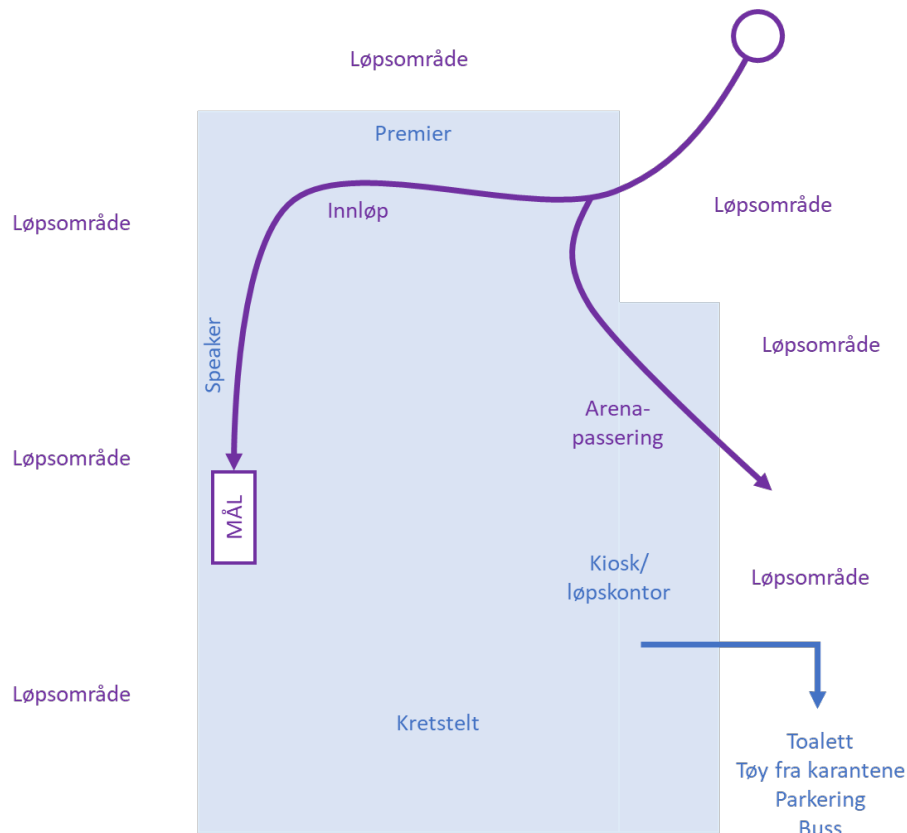 Løpsområde
Premier
Innløp
Løpsområde
Løpsområde
Speaker
Løpsområde
Arena-
passering
Løpsområde
MÅL
Kiosk/
løpskontor
Løpsområde
Løpsområde
Kretstelt
Toalett
Tøy fra karantene
Parkering
Buss